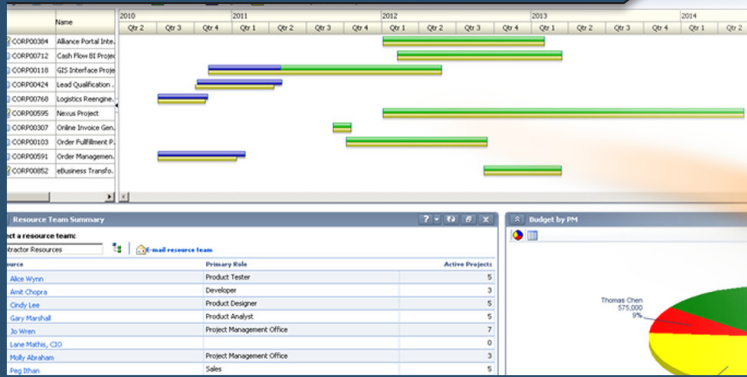 2010 2011 2012 2013 2014
Name Qtr 2 Qtr 3 Qtr 4 Qtr 1 Qtr 2 Qtr 3 Qtr 4 Qtr 1 Qtr 2 Qtr 3 Qtr 4 Qtr 1 Qtr 2 Qtr 3 Qtr 4 Qtr 1 Qtr 2
CORP00384 Alliance Portal Inte.
CORP00712 Cash Flow BI Projec
CORP00118 GIS Interface Proje
CORP00424 Lead Qualification .
CORP00768 Logistics Reengine.
CORP00595 Nexus Project
CORP00307 Online Invoice Gen.
CORP00103 Order Fullfillment P.
CORP00591 Order Managemen.
CORP00852 eBusiness Transfo.
Resource Team Summary ? X Budget by PM
ect a resource team:
tractor Resources E-mail resource team
ource Primary Role Active Projects
Alice Wynn Product Tester 5
Amit Chopra Developer 3
Cindy Lee Product Designer 5
Gary Marshall Product Analyst 5
Jo Wren Project Management Office 7
Lane Mathis, CIO 0
Molly Abraham Project Management Office 3
Peg Ithan Sales 5
Thomas Chen
575,000
9%